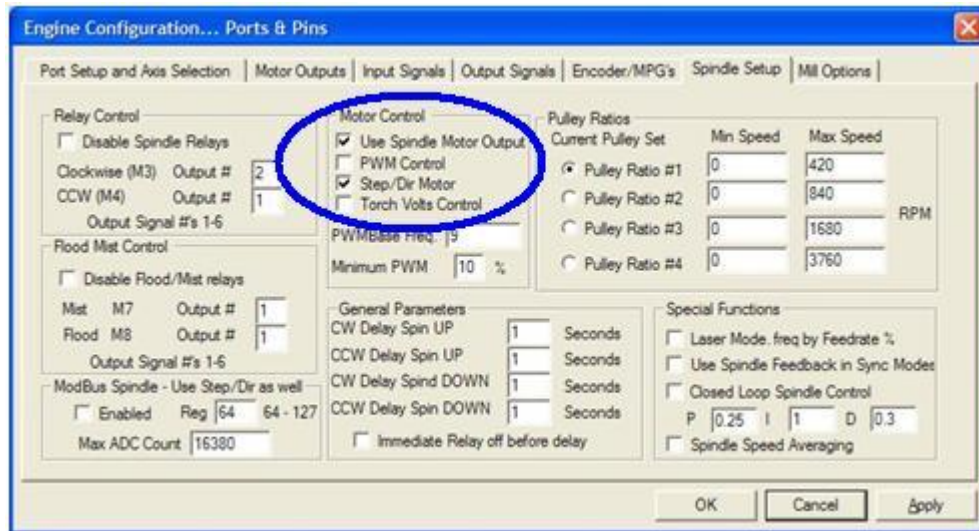 Engine Configuration... Ports & Pins
Port Setup and Axis Selection
Motor Outputs
Input Signals
Output Signals
Encoder/MPG's
Spindle Setup
Mill Options
Relay Control
Disable Spindle Relays
Clockwise (M3) Output # 2
CCW (M4) Output # 1
Output Signal #'s 1-6
Flood Mist Control
Disable Flood/Mist relays
Mist M7 Output # 1
Flood M8 Output # 1
Output Signal #'s 1-6
ModBus Spindle - Use Step/Dir as well
Enabled Reg 64 64 - 127
Max ADC Count 16380
Motor Control
Use Spindle Motor Output
PWM Control
Step/Dir Motor
Torch Volts Control
PWMBase Freq. 9
Minimum PWM 10 %
General Parameters
CW Delay Spin UP 1 Seconds
CCW Delay Spin UP 1 Seconds
CW Delay Spind DOWN 1 Seconds
CCW Delay Spin DOWN 1 Seconds
Immediate Relay off before delay
Pulley Ratios
Current Pulley Set Min Speed Max Speed
Pulley Ratio #1 0 420
Pulley Ratio #2 0 840
Pulley Ratio #3 0 1680
Pulley Ratio #4 0 3760
RPM
Special Functions
Laser Mode. freq by Feedrate %
Use Spindle Feedback in Sync Modes
Closed Loop Spindle Control
P 0.25 I 1 D 0.3
Spindle Speed Averaging
OK
Cancel
Apply